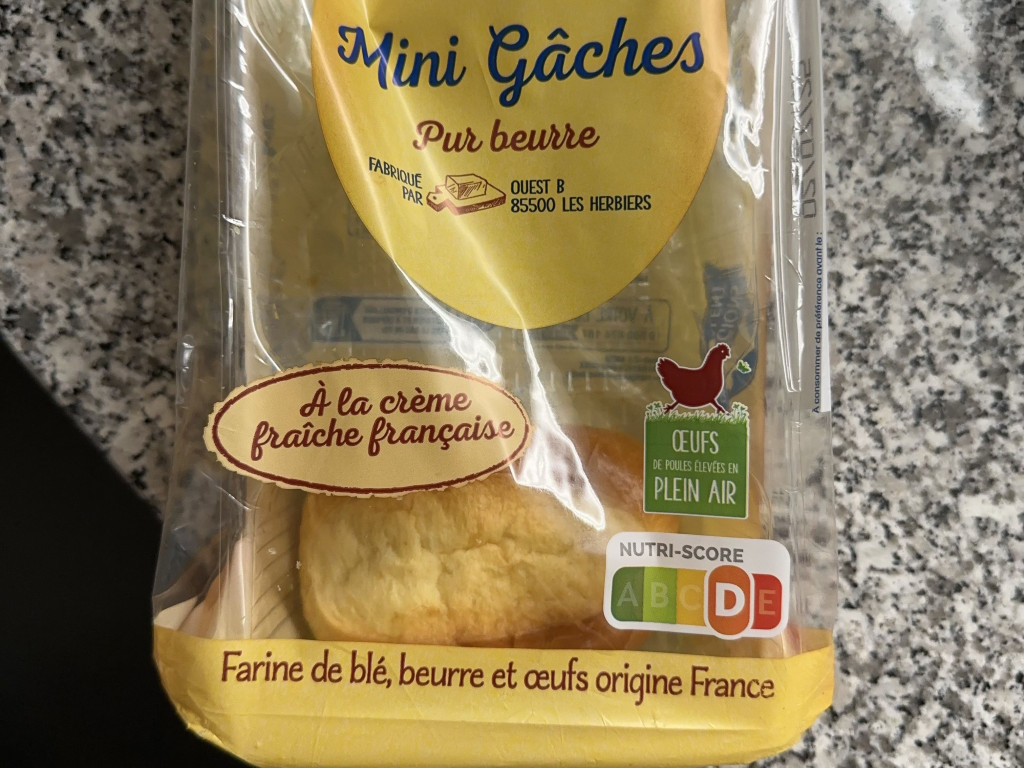 Mini Gâches
Pur beurre
FABRIQUÉ
PAR
OUEST B
85500 LES HERBIERS
À la crème
fraîche française
ŒUFS
DE POULES ÉLEVÉES EN
PLEIN AIR
NUTRI-SCORE
A B C D E
Farine de blé, beurre et œufs origine France
À consommer de préférence avant le :